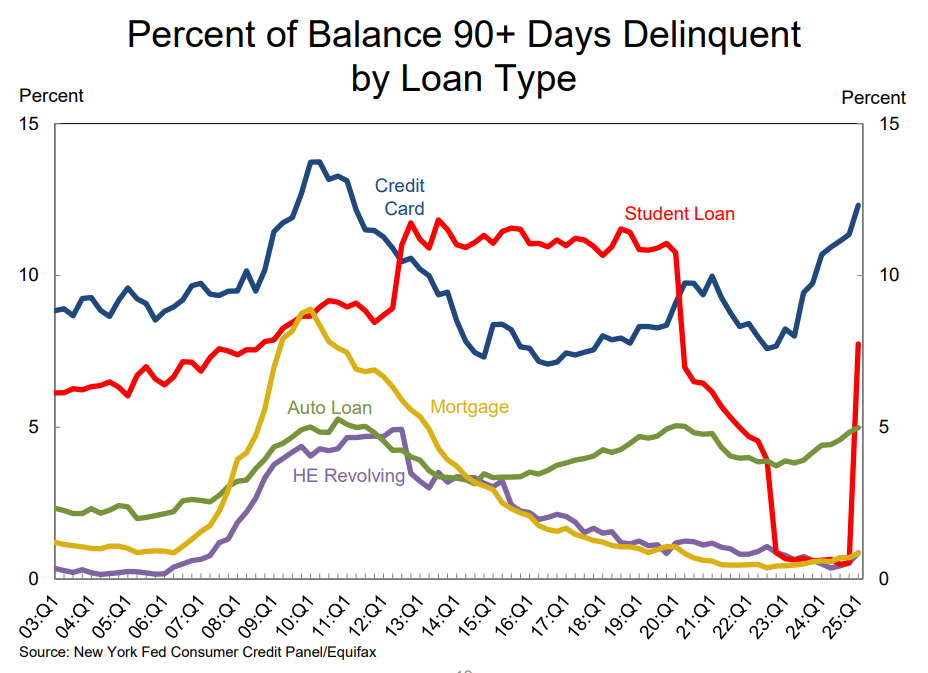 Percent of Balance 90+ Days Delinquent
by Loan Type
Percent
Percent
15
15
Credit
Card
Student Loan
10
10
Auto Loan
Mortgage
5
5
HE Revolving
0
0
03:Q1
04:Q1
05:Q1
06:Q1
07:Q1
08:Q1
09:Q1
10:Q1
11:Q1
12:Q1
13:Q1
14:Q1
15:Q1
16:Q1
17:Q1
18:Q1
19:Q1
20:Q1
21:Q1
22:Q1
23:Q1
24:Q1
25:Q1
Source: New York Fed Consumer Credit Panel/Equifax